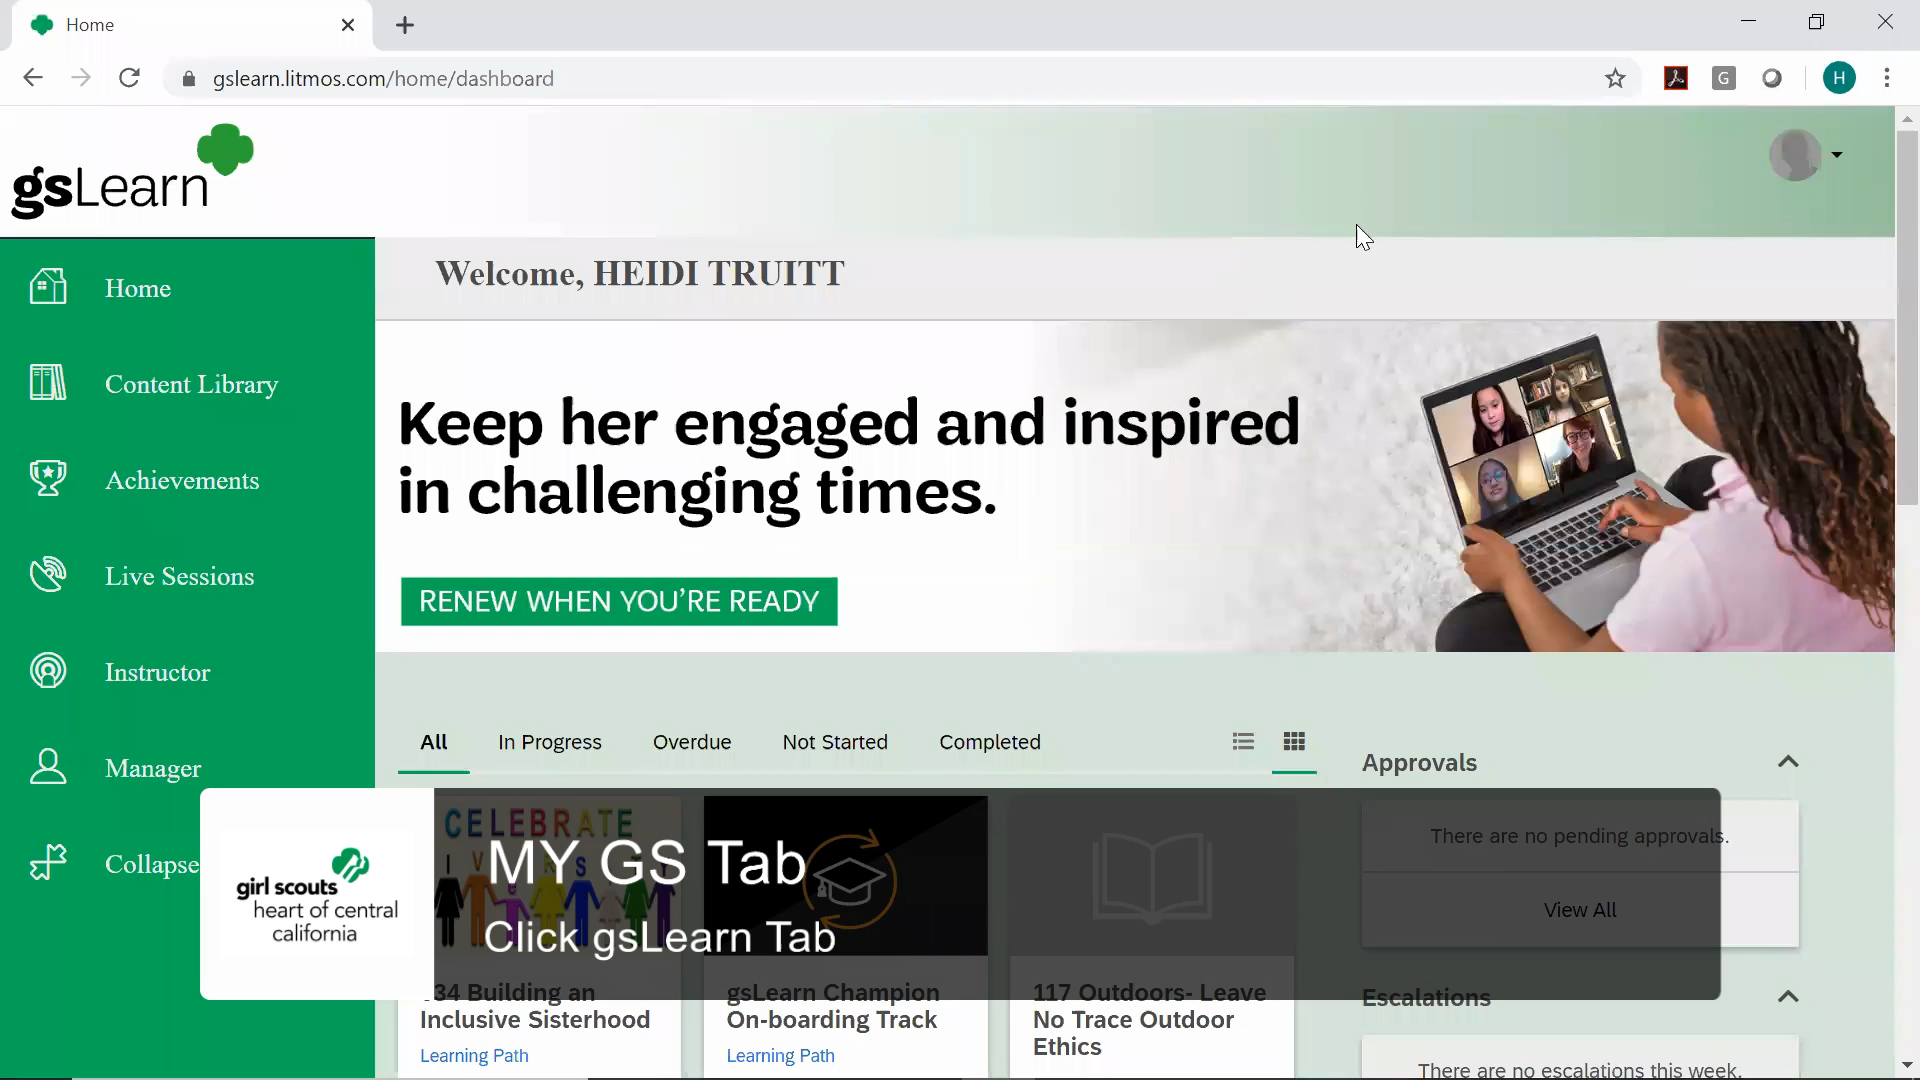 Home
gslearn.litmos.com/home/dashboard
G
H
gsLearn
Home
Content Library
Achievements
Live Sessions
Instructor
Manager
Collapse
Welcome, HEIDI TRUITT
Keep her engaged and inspired
in challenging times.
RENEW WHEN YOU'RE READY
All In Progress Overdue Not Started Completed
Approvals
There are no pending approvals.
View All
Escalations
There are no escalations this week.
CELEBRATE
girl scouts
heart of central
california
MY GS Tab
Click gsLearn Tab
Building an
Inclusive Sisterhood
Learning Path
gsLearn Champion
On-boarding Track
Learning Path
117 Outdoors- Leave
No Trace Outdoor
Ethics